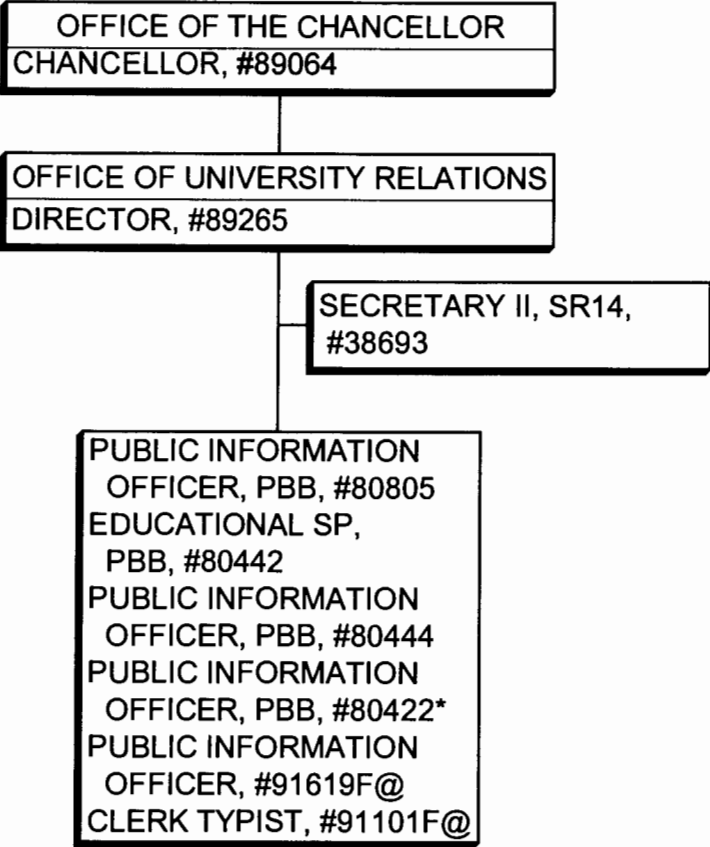 OFFICE OF THE CHANCELLOR
CHANCELLOR, #89064
OFFICE OF UNIVERSITY RELATIONS
DIRECTOR, #89265
SECRETARY II, SR14,
#38693
PUBLIC INFORMATION
OFFICER, PBB, #80805
EDUCATIONAL SP,
PBB, #80442
PUBLIC INFORMATION
OFFICER, PBB, #80444
PUBLIC INFORMATION
OFFICER, PBB, #80422*
PUBLIC INFORMATION
OFFICER, #91619F@
CLERK TYPIST, #91101F@